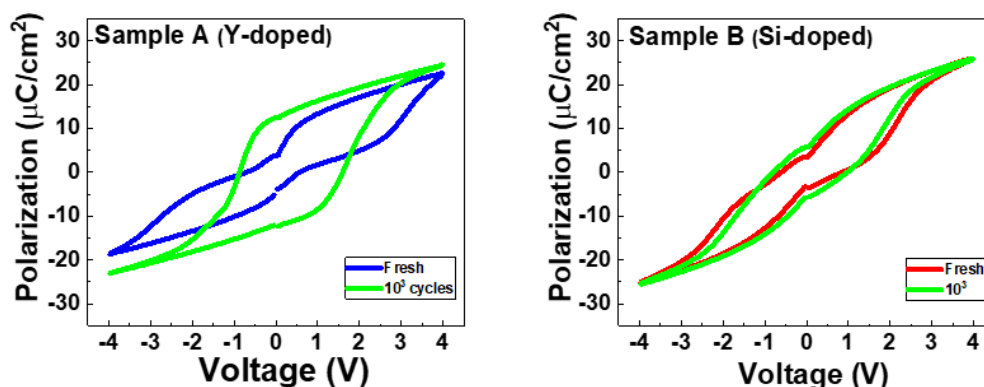 Sample A (Y-doped)
Polarization (μC/cm²)
30
20
10
0
-10
-20
-30
Fresh
10³ cycles
-4 -3 -2 -1 0 1 2 3 4
Voltage (V)
Sample B (Si-doped)
Polarization (μC/cm²)
30
20
10
0
-10
-20
-30
Fresh
10³
-4 -3 -2 -1 0 1 2 3 4
Voltage (V)